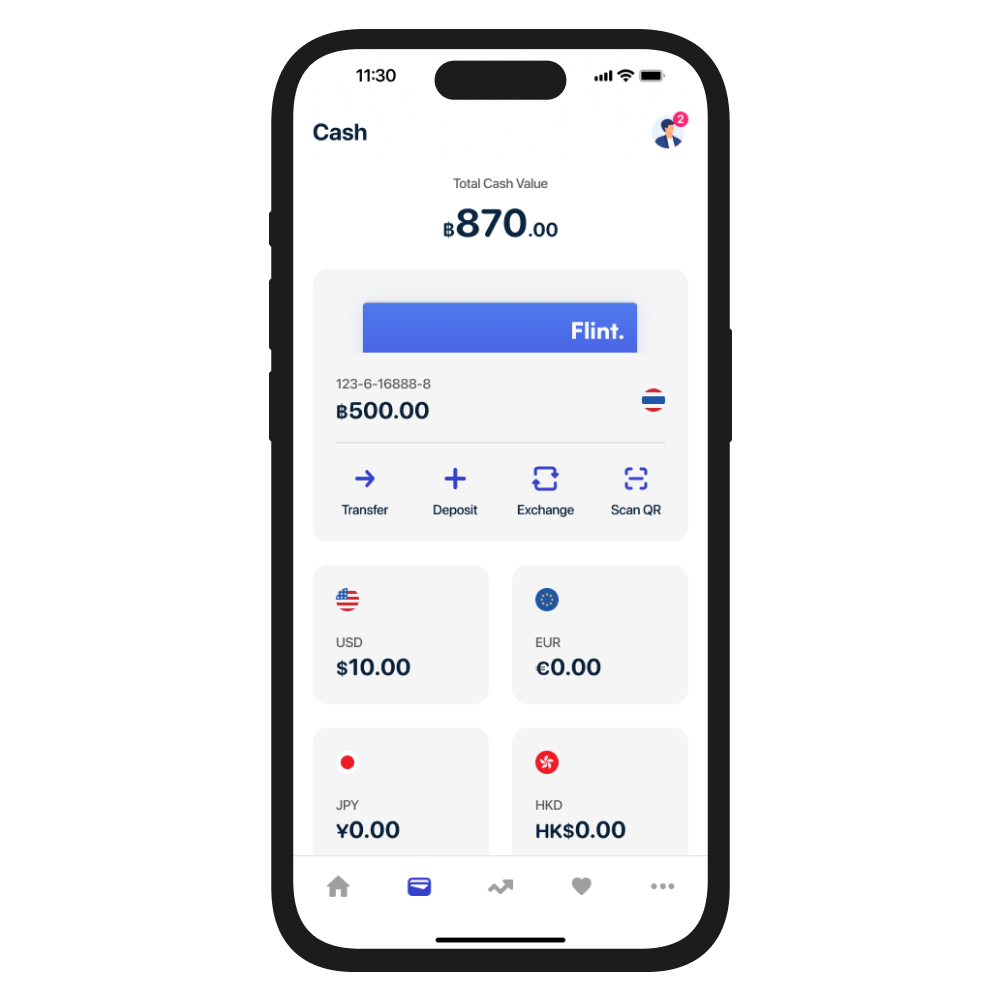 11:30
Cash
2
Total Cash Value
฿870.00
Flint.
123-6-16888-8
฿500.00
Transfer Deposit Exchange Scan QR
USD EUR
$10.00 €0.00
JPY HKD
¥0.00 HK$0.00